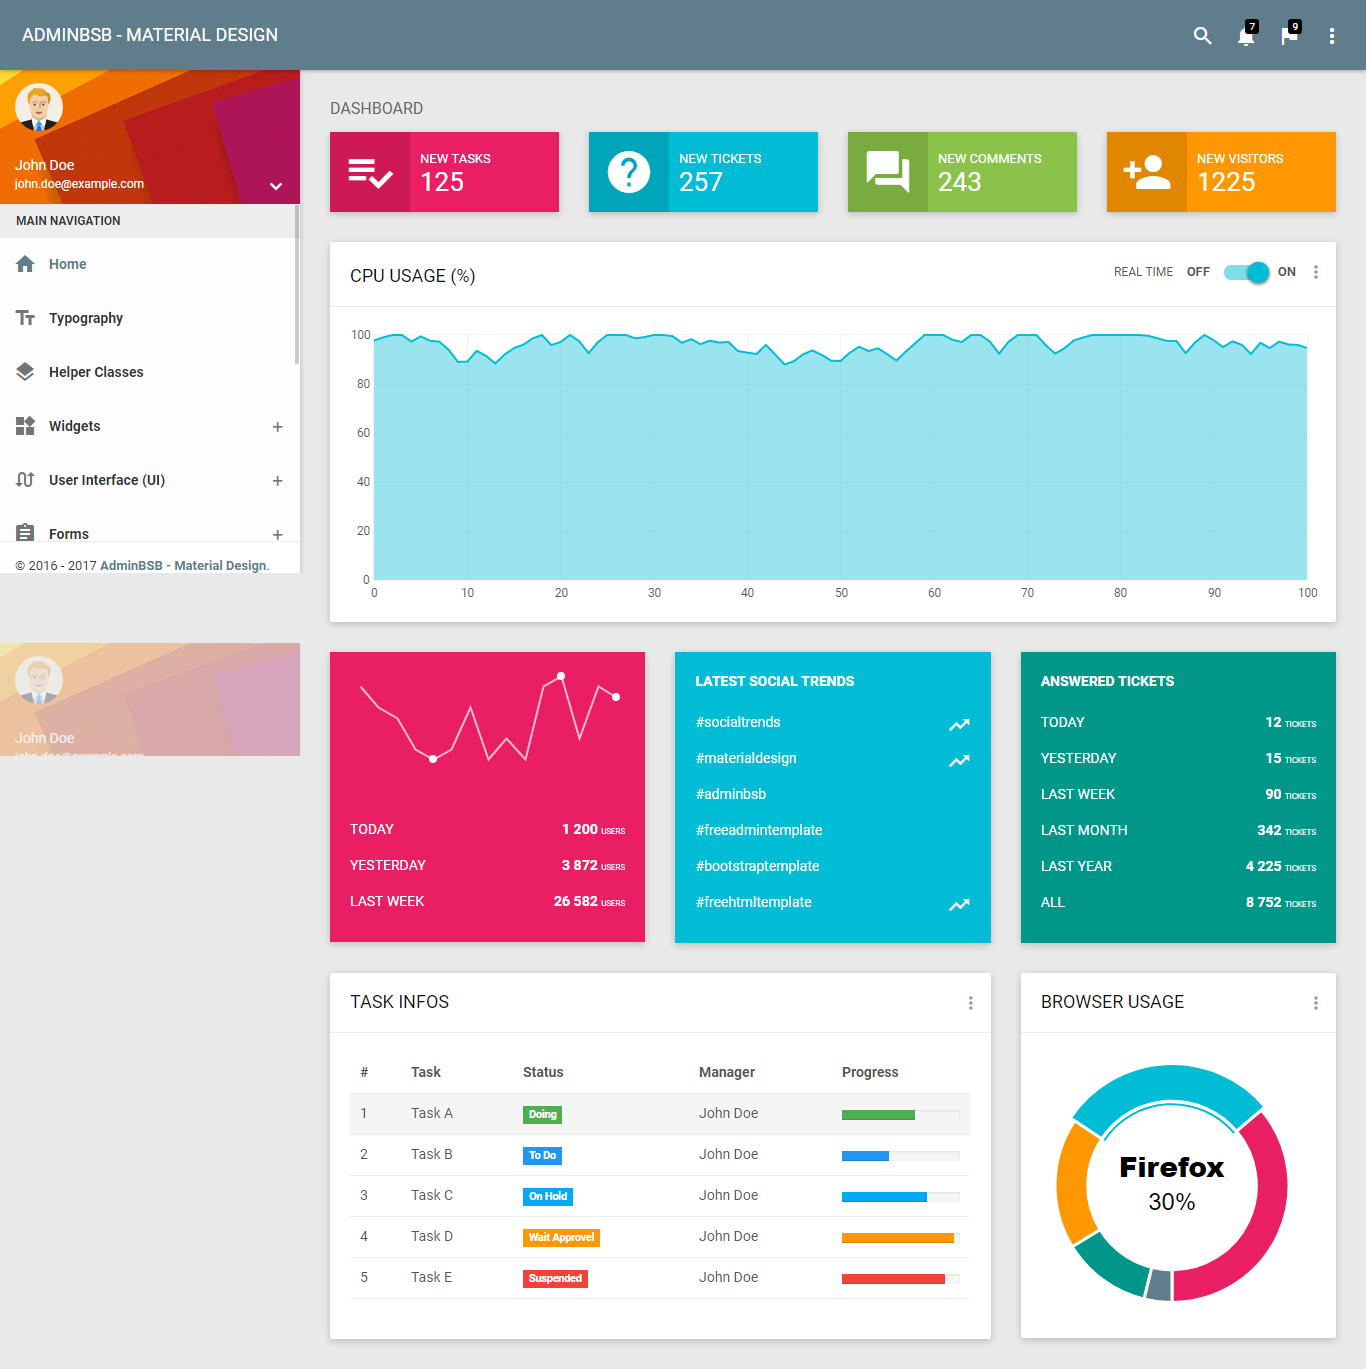 ADMINBSB - MATERIAL DESIGN
7
9
John Doe
john.doe@example.com
MAIN NAVIGATION
Home
Typography
Helper Classes
Widgets +
User Interface (UI) +
Forms +
© 2016 - 2017 AdminBSB - Material Design.
John Doe
john.doe@example.com
DASHBOARD
NEW TASKS
125
NEW TICKETS
257
NEW COMMENTS
243
NEW VISITORS
1225
CPU USAGE (%)
REAL TIME OFF ON
100
80
60
40
20
0
0 10 20 30 40 50 60 70 80 90 100
TODAY 1 200 USERS
YESTERDAY 3 872 USERS
LAST WEEK 26 582 USERS
LATEST SOCIAL TRENDS
#socialtrends
#materialdesign
#adminbsb
#freeadmintemplate
#bootstraptemplate
#freehtmltemplate
ANSWERED TICKETS
TODAY 12 TICKETS
YESTERDAY 15 TICKETS
LAST WEEK 90 TICKETS
LAST MONTH 342 TICKETS
LAST YEAR 4 225 TICKETS
ALL 8 752 TICKETS
TASK INFOS
# Task Status Manager Progress
1 Task A Doing John Doe
2 Task B To Do John Doe
3 Task C On Hold John Doe
4 Task D Wait Approvel John Doe
5 Task E Suspended John Doe
BROWSER USAGE
Firefox
30%